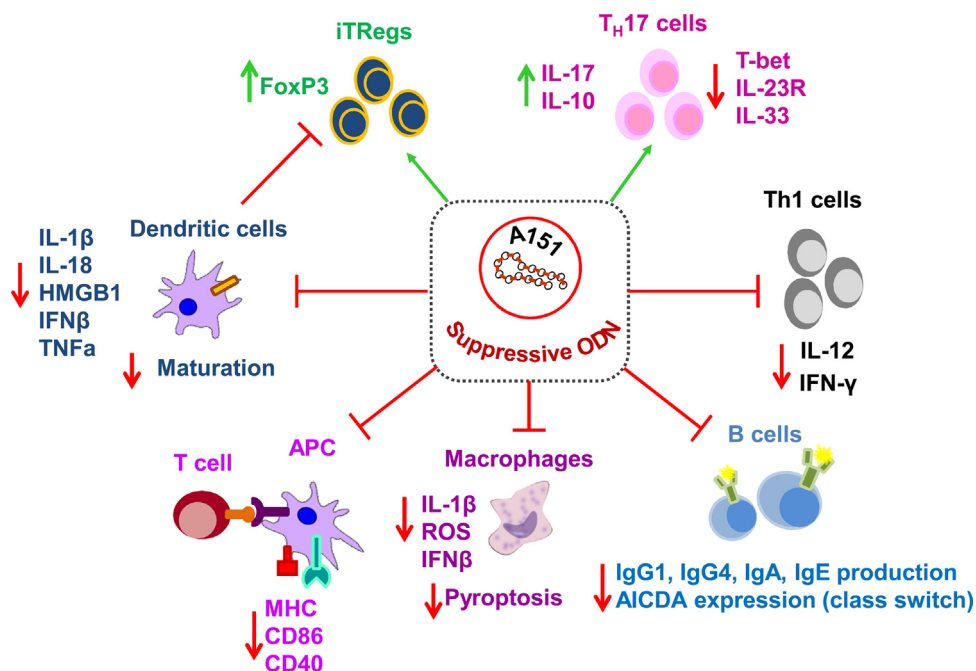 iTRegs
FoxP3
TH17 cells
IL-17
IL-10
T-bet
IL-23R
IL-33
Dendritic cells
IL-1β
IL-18
HMGB1
IFNβ
TNFa
Maturation
A151
Suppressive ODN
Th1 cells
IL-12
IFN-γ
T cell
APC
MHC
CD86
CD40
Macrophages
IL-1β
ROS
IFNβ
Pyroptosis
B cells
IgG1, IgG4, IgA, IgE production
AICDA expression (class switch)